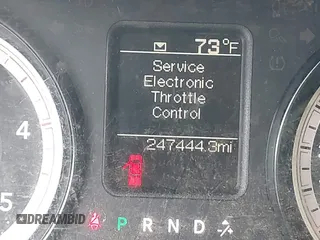 73°F
Service
Electronic
Throttle
Control
247444.3mi
4
5
P R N D
DREAMBID